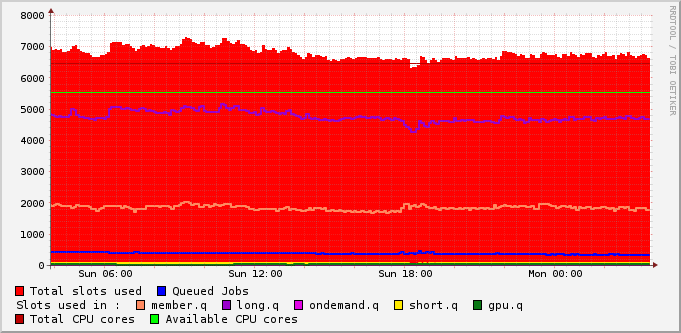 8000
7000
6000
5000
4000
3000
2000
1000
0
Sun 06:00 Sun 12:00 Sun 18:00 Mon 00:00
Total slots used Queued Jobs
Slots used in : member.q long.q ondemand.q short.q gpu.q
Total CPU cores Available CPU cores
RRDTOOL / TOBI OETIKER